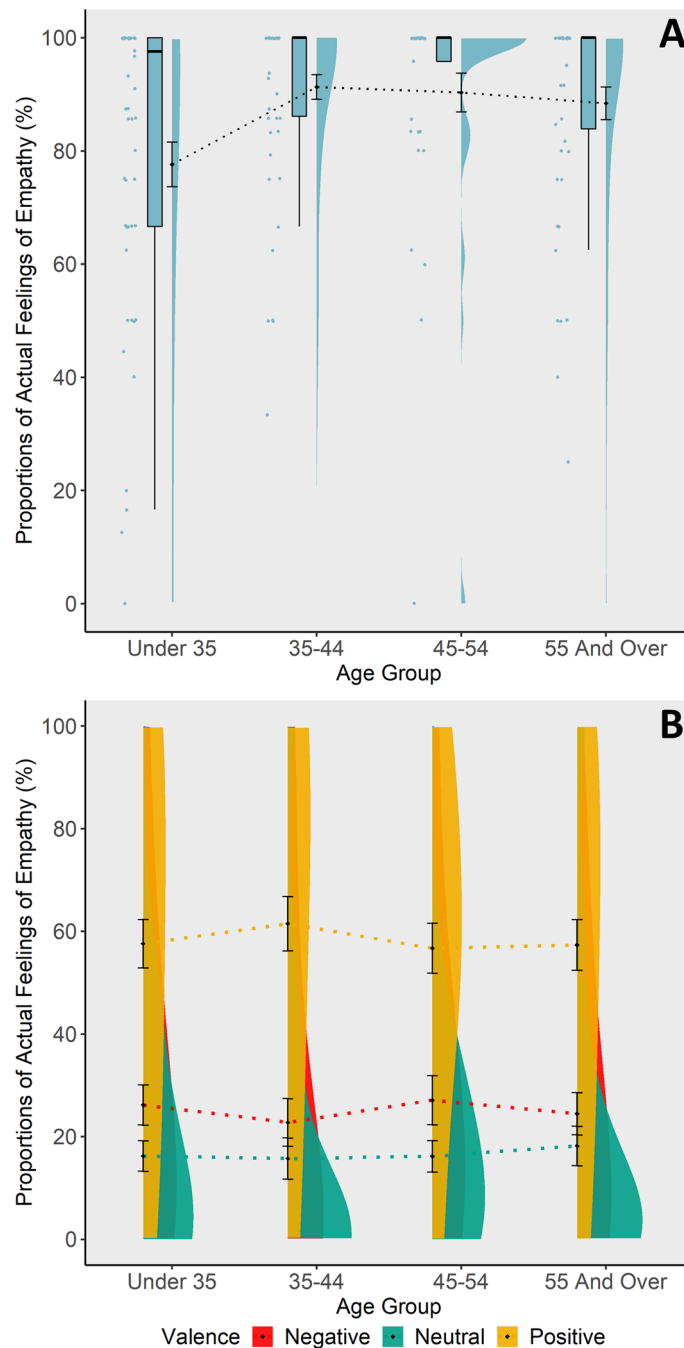 A
Proportions of Actual Feelings of Empathy (%)
100
80
60
40
20
0
Under 35 35-44 45-54 55 And Over
Age Group
B
Proportions of Actual Feelings of Empathy (%)
100
80
60
40
20
0
Under 35 35-44 45-54 55 And Over
Age Group
Valence Negative Neutral Positive